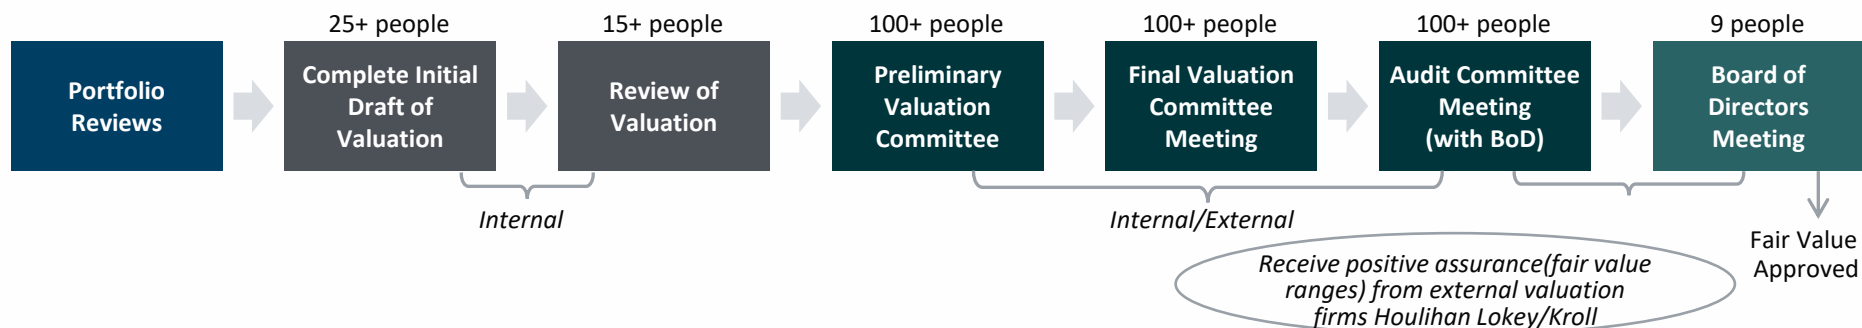 25+ people
15+ people
100+ people
100+ people
100+ people
9 people
Portfolio
Reviews
Complete Initial
Draft of
Valuation
Review of
Valuation
Preliminary
Valuation
Committee
Final Valuation
Committee
Meeting
Audit Committee
Meeting
(with BoD)
Board of
Directors
Meeting
Internal
Internal/External
Receive positive assurance(fair value
ranges) from external valuation
firms Houlihan Lokey/Kroll
Fair Value
Approved